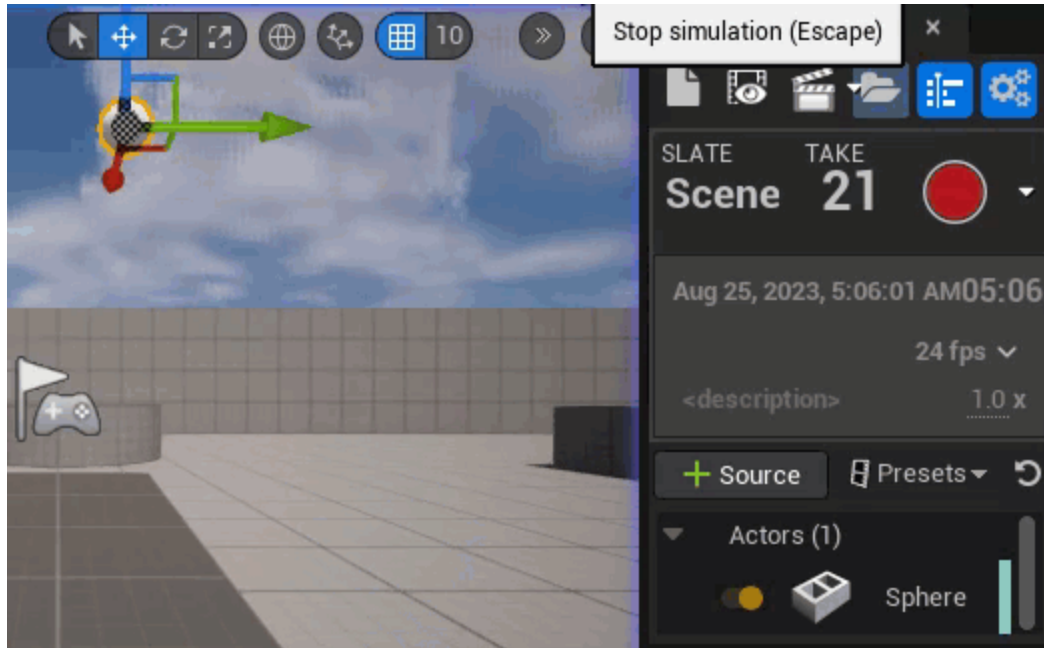 10
Stop simulation (Escape)
SLATE
TAKE
Scene
21
Aug 25, 2023, 5:06:01 AM
05:06
24 fps
<description>
1.0 x
Source
Presets
Actors (1)
Sphere